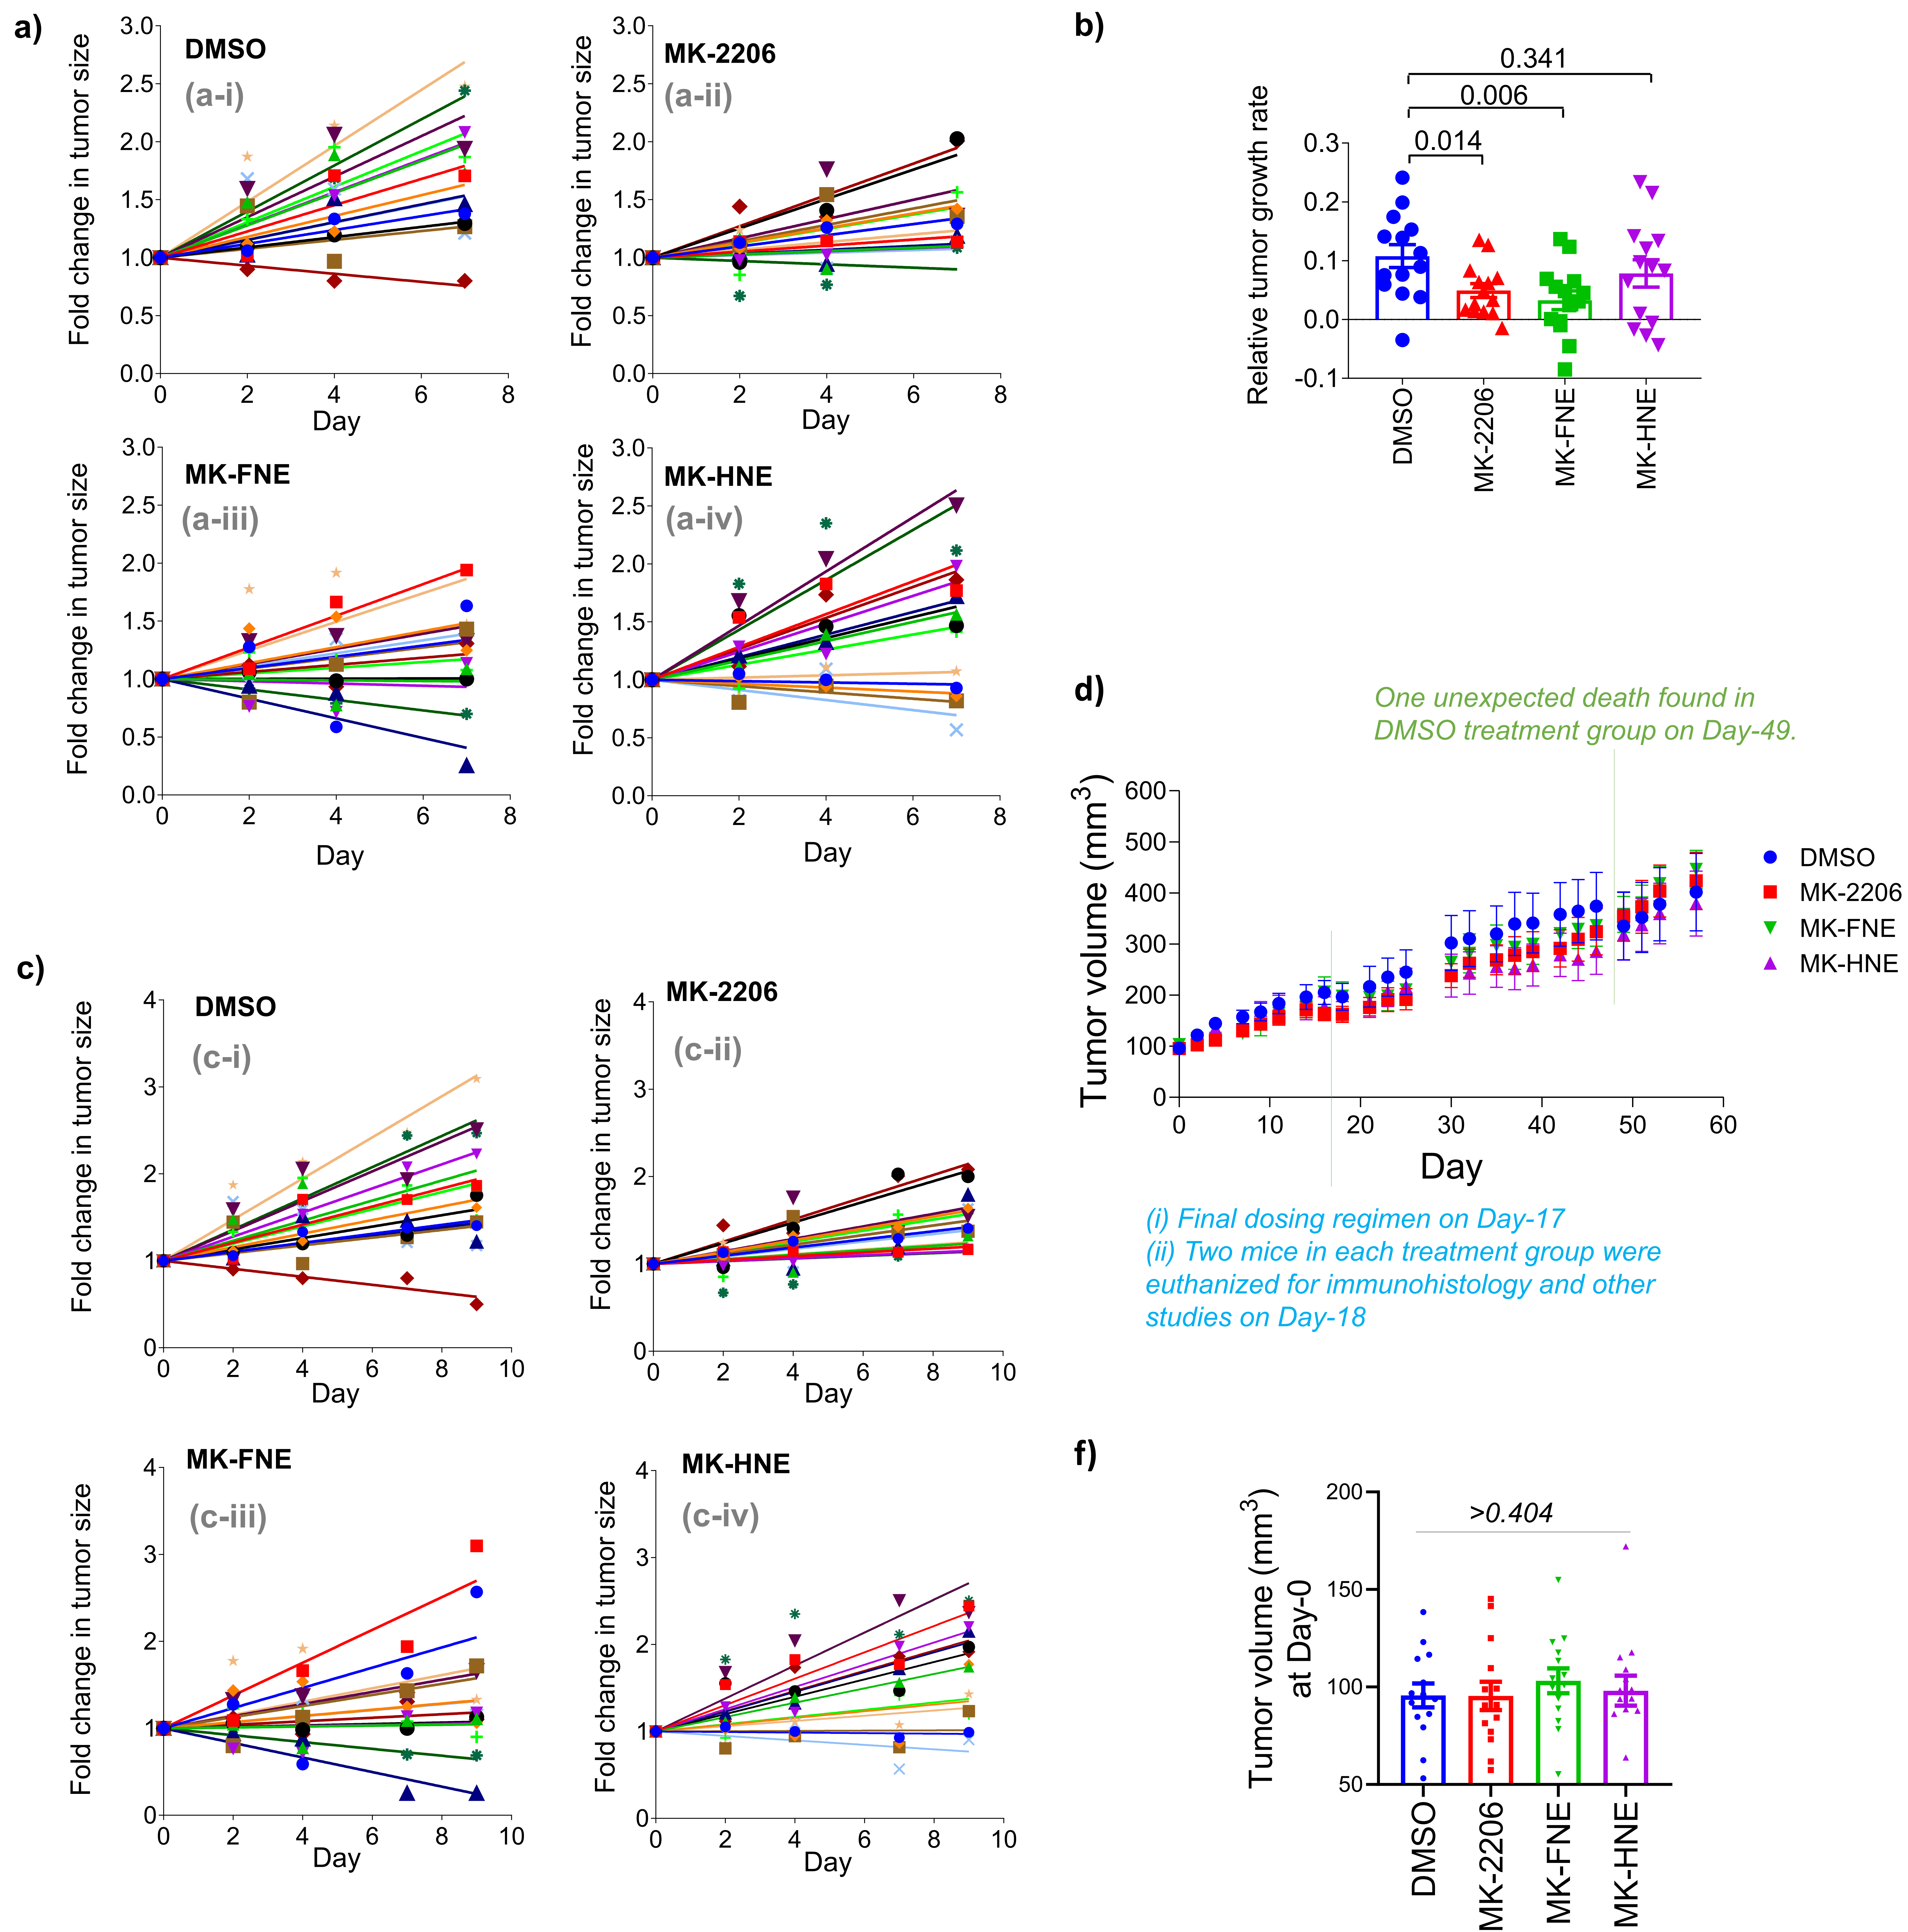 a)
DMSO
(a-i)
Fold change in tumor size
3.0
2.5
2.0
1.5
1.0
0.5
0.0
0 2 4 6 8
Day
MK-2206
(a-ii)
Fold change in tumor size
3.0
2.5
2.0
1.5
1.0
0.5
0.0
0 2 4 6 8
Day
MK-FNE
(a-iii)
Fold change in tumor size
3.0
2.5
2.0
1.5
1.0
0.5
0.0
0 2 4 6 8
Day
MK-HNE
(a-iv)
Fold change in tumor size
3.0
2.5
2.0
1.5
1.0
0.5
0.0
0 2 4 6 8
Day
b)
0.341
0.006
0.014
Relative tumor growth rate
0.3
0.2
0.1
0.0
-0.1
DMSO
MK-2206
MK-FNE
MK-HNE
c)
DMSO
(c-i)
Fold change in tumor size
4
3
2
1
0
0 2 4 6 8 10
Day
MK-2206
(c-ii)
Fold change in tumor size
4
3
2
1
0
0 2 4 6 8 10
Day
MK-FNE
(c-iii)
Fold change in tumor size
4
3
2
1
0
0 2 4 6 8 10
Day
MK-HNE
(c-iv)
Fold change in tumor size
4
3
2
1
0
0 2 4 6 8 10
Day
d)
One unexpected death found in
DMSO treatment group on Day-49.
Tumor volume (mm³)
600
500
400
300
200
100
0
0 10 20 30 40 50 60
Day
DMSO
MK-2206
MK-FNE
MK-HNE
(i) Final dosing regimen on Day-17
(ii) Two mice in each treatment group were
euthanized for immunohistology and other
studies on Day-18
f)
>0.404
Tumor volume (mm³)
at Day-0
200
150
100
50
DMSO
MK-2206
MK-FNE
MK-HNE